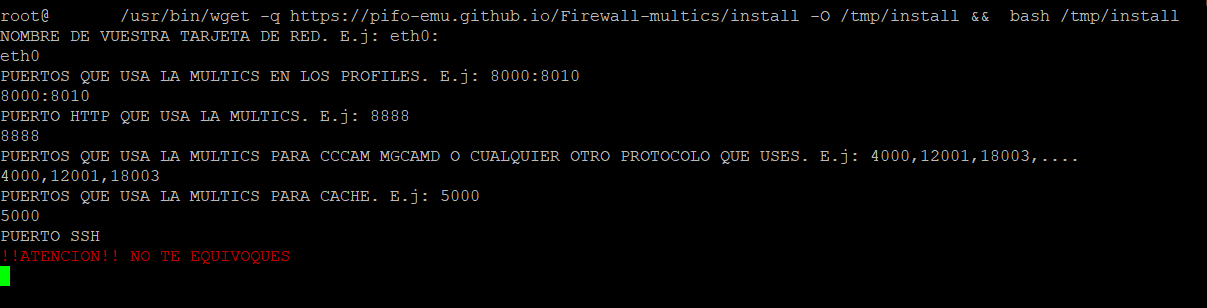 root@ /usr/bin/wget -q https://pifo-emu.github.io/Firewall-multics/install -O /tmp/install && bash /tmp/install
NOMBRE DE VUESTRA TARJETA DE RED. E.j: eth0:
eth0
PUERTOS QUE USA LA MULTICS EN LOS PROFILES. E.j: 8000:8010
8000:8010
PUERTO HTTP QUE USA LA MULTICS. E.j: 8888
8888
PUERTOS QUE USA LA MULTICS PARA CCCAM MGCAMD O CUALQUIER OTRO PROTOCOLO QUE USES. E.j: 4000,12001,18003,....
4000,12001,18003
PUERTOS QUE USA LA MULTICS PARA CACHE. E.j: 5000
5000
PUERTO SSH
!!ATENCION!! NO TE EQUIVOQUES